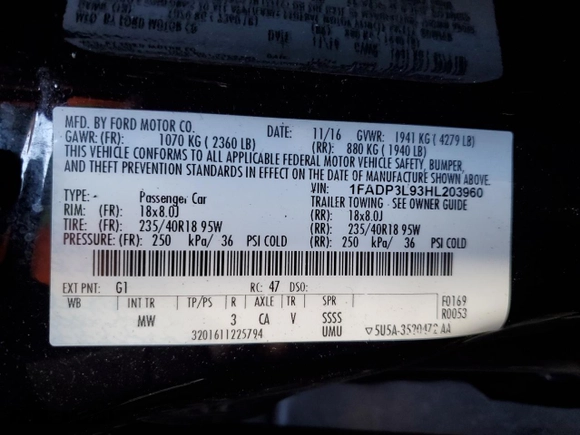 MFD. BY FORD MOTOR CO.
DATE: 11/16 GVWR: 1941 KG ( 4279 LB)
GAWR: (FR): 1070 KG ( 2360 LB) (RR): 880 KG ( 1940 LB)
THIS VEHICLE CONFORMS TO ALL APPLICABLE FEDERAL MOTOR VEHICLE SAFETY, BUMPER,
AND THEFT PREVENTION STANDARDS IN EFFECT ON THE DATE OF MANUFACTURE SHOWN ABOVE.
VIN: 1FADP3L93HL203960
TYPE: - Passenger Car TRAILER TOWING - SEE OWNER GUIDE
RIM: (FR): 18x8.0J (RR): 18x8.0J
TIRE: (FR): 235/40R18 95W (RR): 235/40R18 95W
PRESSURE: (FR): 250 kPa/ 36 PSI COLD (RR): 250 kPa/ 36 PSI COLD
EXT PNT: G1 RC: 47 DSO:
WB INT TR TP/PS R AXLE TR SPR F0169
MW 3 CA V SSSS R0053
3201611225794 UMU 5U5A-3520472-AA